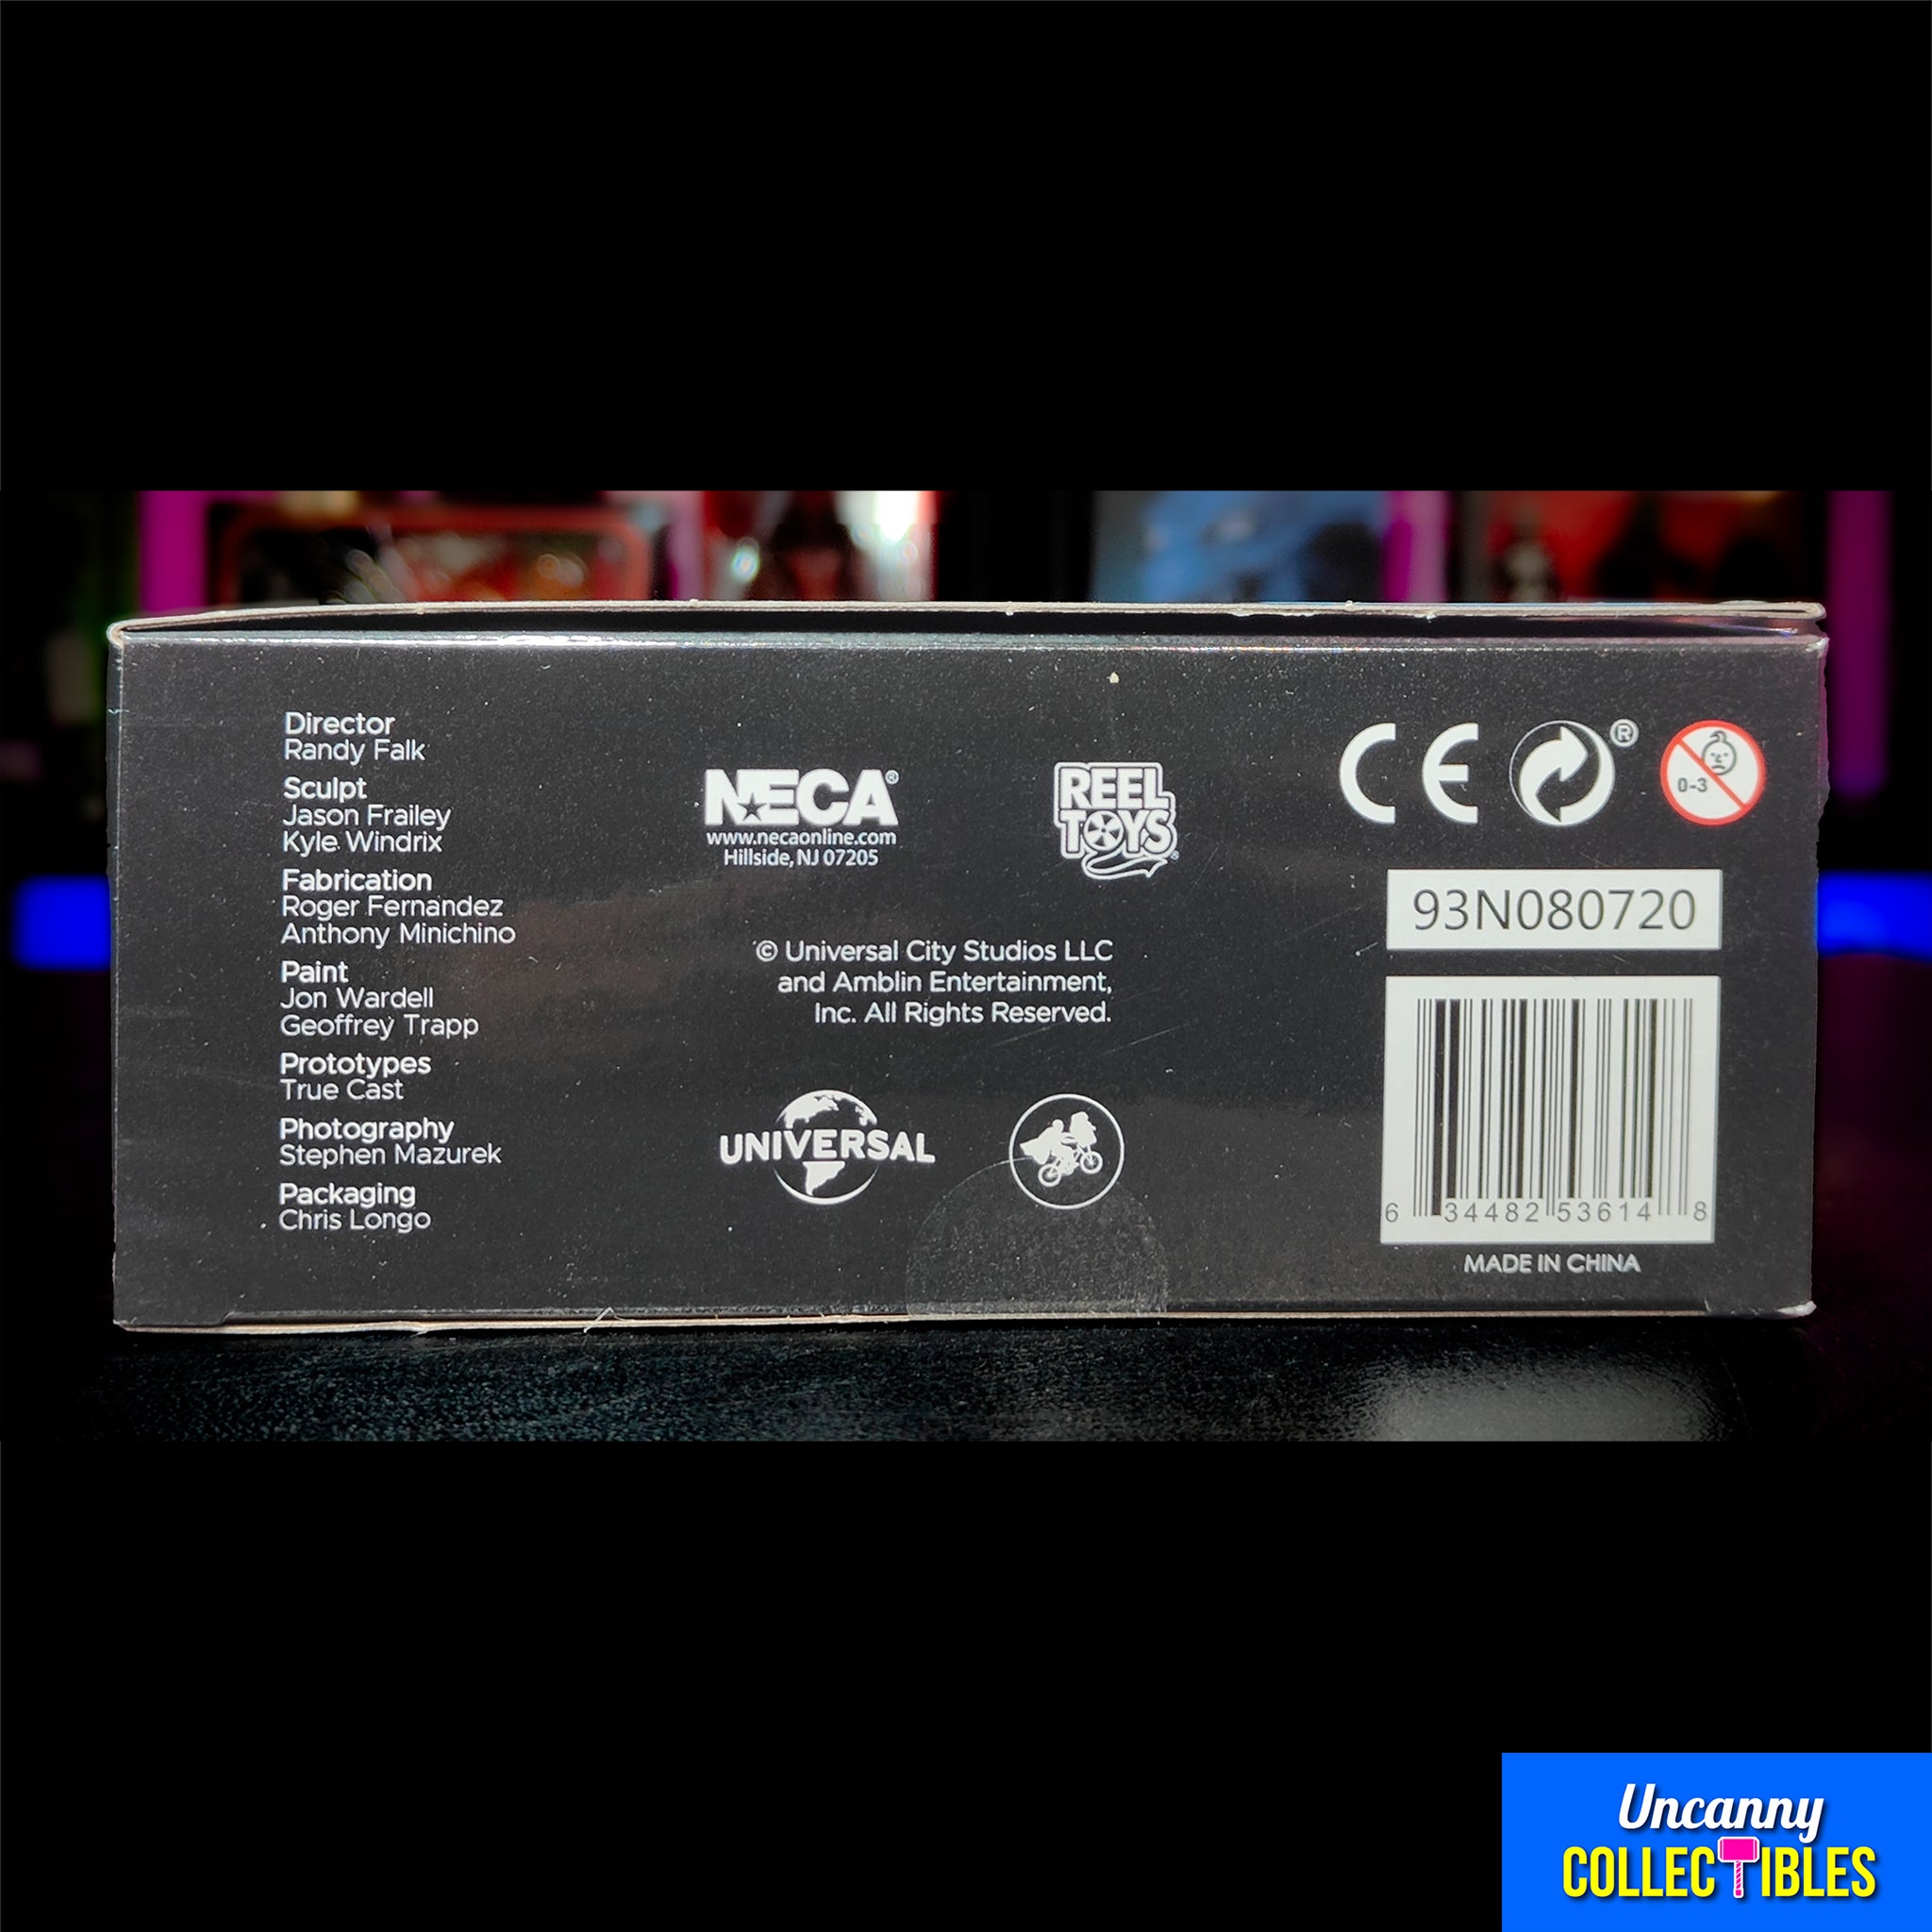 Director
Randy Falk
Sculpt
Jason Frailey
Kyle Windrix
Fabrication
Roger Fernandez
Anthony Minichino
Paint
Jon Wardell
Geoffrey Trapp
Prototypes
True Cast
Photography
Stephen Mazurek
Packaging
Chris Longo
NECA®
www.necaonline.com
Hillside, NJ 07205
REEL
TOYS
© Universal City Studios LLC
and Amblin Entertainment,
Inc. All Rights Reserved.
UNIVERSAL
CE ®
0-3
93N080720
6 34482 53614 8
MADE IN CHINA
Uncanny
COLLECTIBLES